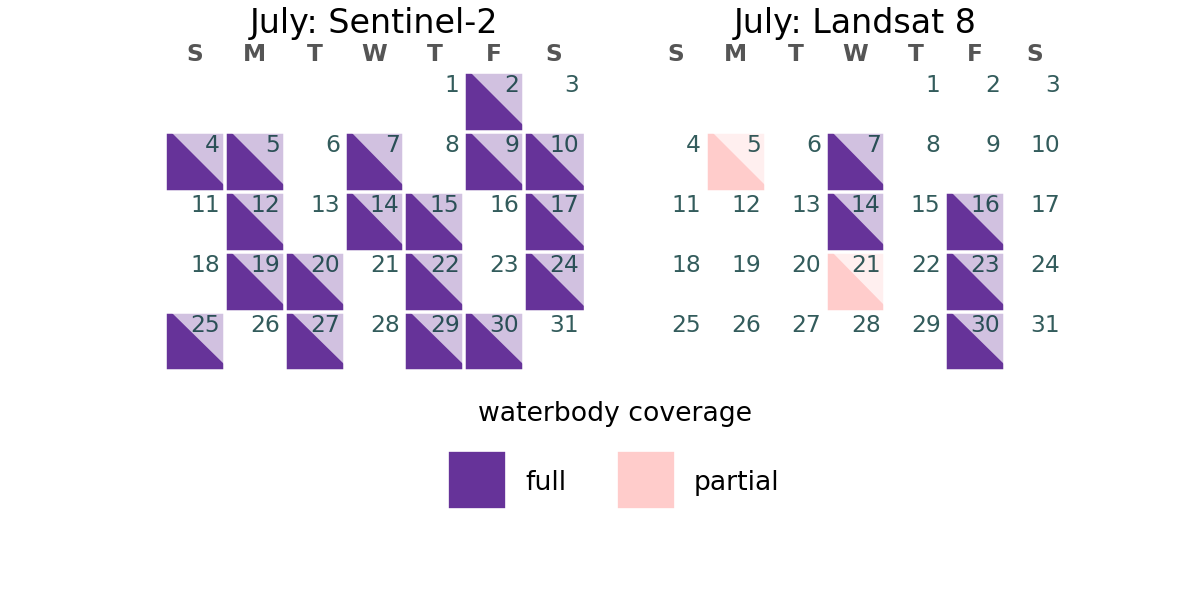 July: Sentinel-2
S M T W T F S
1 2 3
4 5 6 7 8 9 10
11 12 13 14 15 16 17
18 19 20 21 22 23 24
25 26 27 28 29 30 31
July: Landsat 8
S M T W T F S
1 2 3
4 5 6 7 8 9 10
11 12 13 14 15 16 17
18 19 20 21 22 23 24
25 26 27 28 29 30 31
waterbody coverage
full
partial